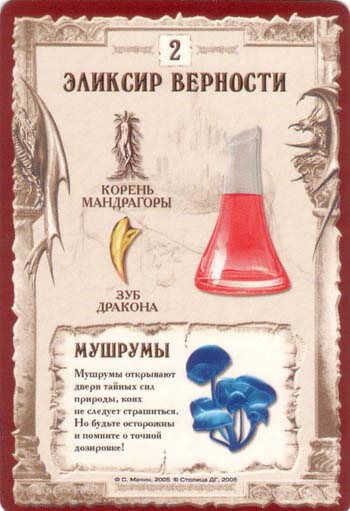 2
ЭЛИКСИР ВЕРНОСТИ
КОРЕНЬ
МАНДРАГОРЫ
ЗУБ
ДРАКОНА
МУШРУМЫ
Мушрумы открывают
двери тайных сил
природы, коих
не следует страшиться.
Но будьте осторожны
и помните о точной
дозировке!
© С. Мачин, 2005 © Столица ДГ, 2005